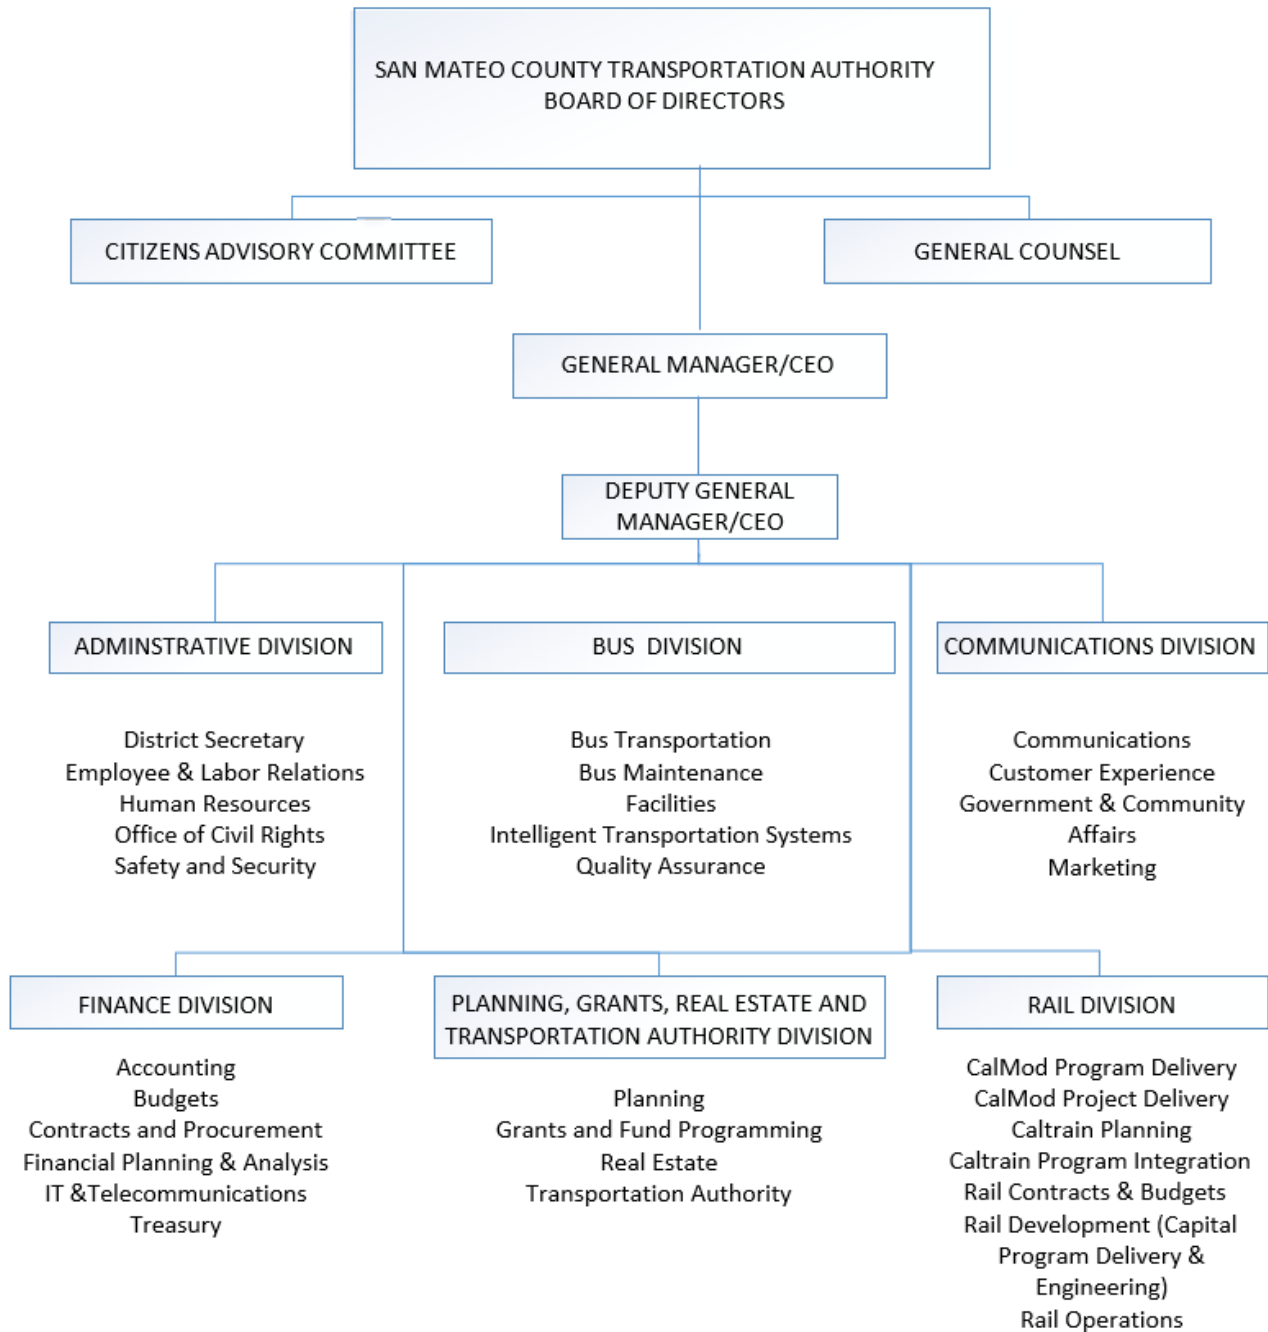 SAN MATEO COUNTY TRANSPORTATION AUTHORITY
BOARD OF DIRECTORS
CITIZENS ADVISORY COMMITTEE
GENERAL COUNSEL
GENERAL MANAGER/CEO
DEPUTY GENERAL
MANAGER/CEO
ADMINSTRATIVE DIVISION
District Secretary
Employee & Labor Relations
Human Resources
Office of Civil Rights
Safety and Security
BUS DIVISION
Bus Transportation
Bus Maintenance
Facilities
Intelligent Transportation Systems
Quality Assurance
COMMUNICATIONS DIVISION
Communications
Customer Experience
Government & Community
Affairs
Marketing
FINANCE DIVISION
Accounting
Budgets
Contracts and Procurement
Financial Planning & Analysis
IT &Telecommunications
Treasury
PLANNING, GRANTS, REAL ESTATE AND
TRANSPORTATION AUTHORITY DIVISION
Planning
Grants and Fund Programming
Real Estate
Transportation Authority
RAIL DIVISION
CalMod Program Delivery
CalMod Project Delivery
Caltrain Planning
Caltrain Program Integration
Rail Contracts & Budgets
Rail Development (Capital
Program Delivery &
Engineering)
Rail Operations